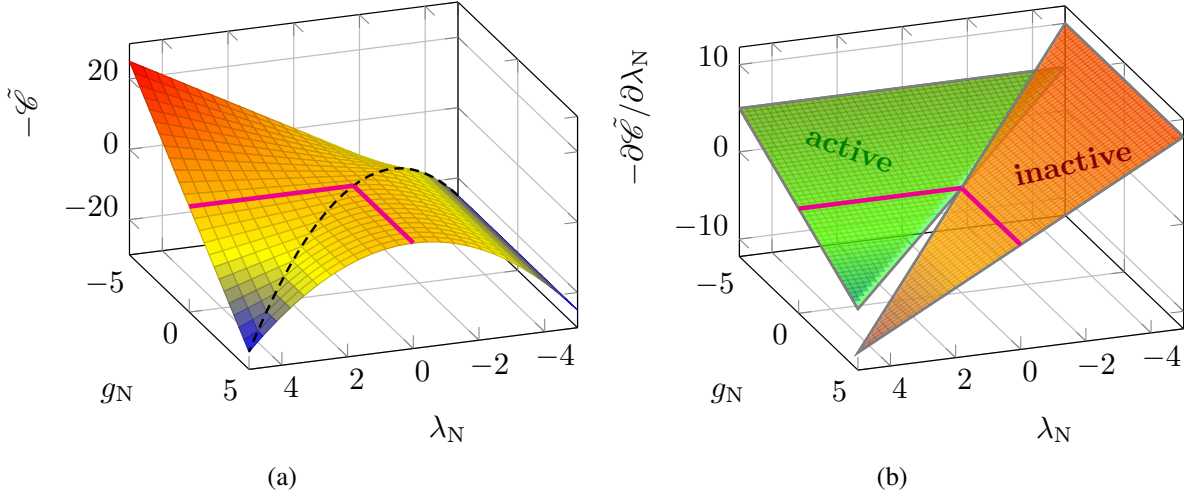 20
0
−20
−5
0
5
4
2
0
−2
−4
−𝓛̃
g_N
λ_N
(a)
10
0
−10
−5
0
5
4
2
0
−2
−4
−∂𝓛̃/∂λ_N
active
inactive
g_N
λ_N
(b)